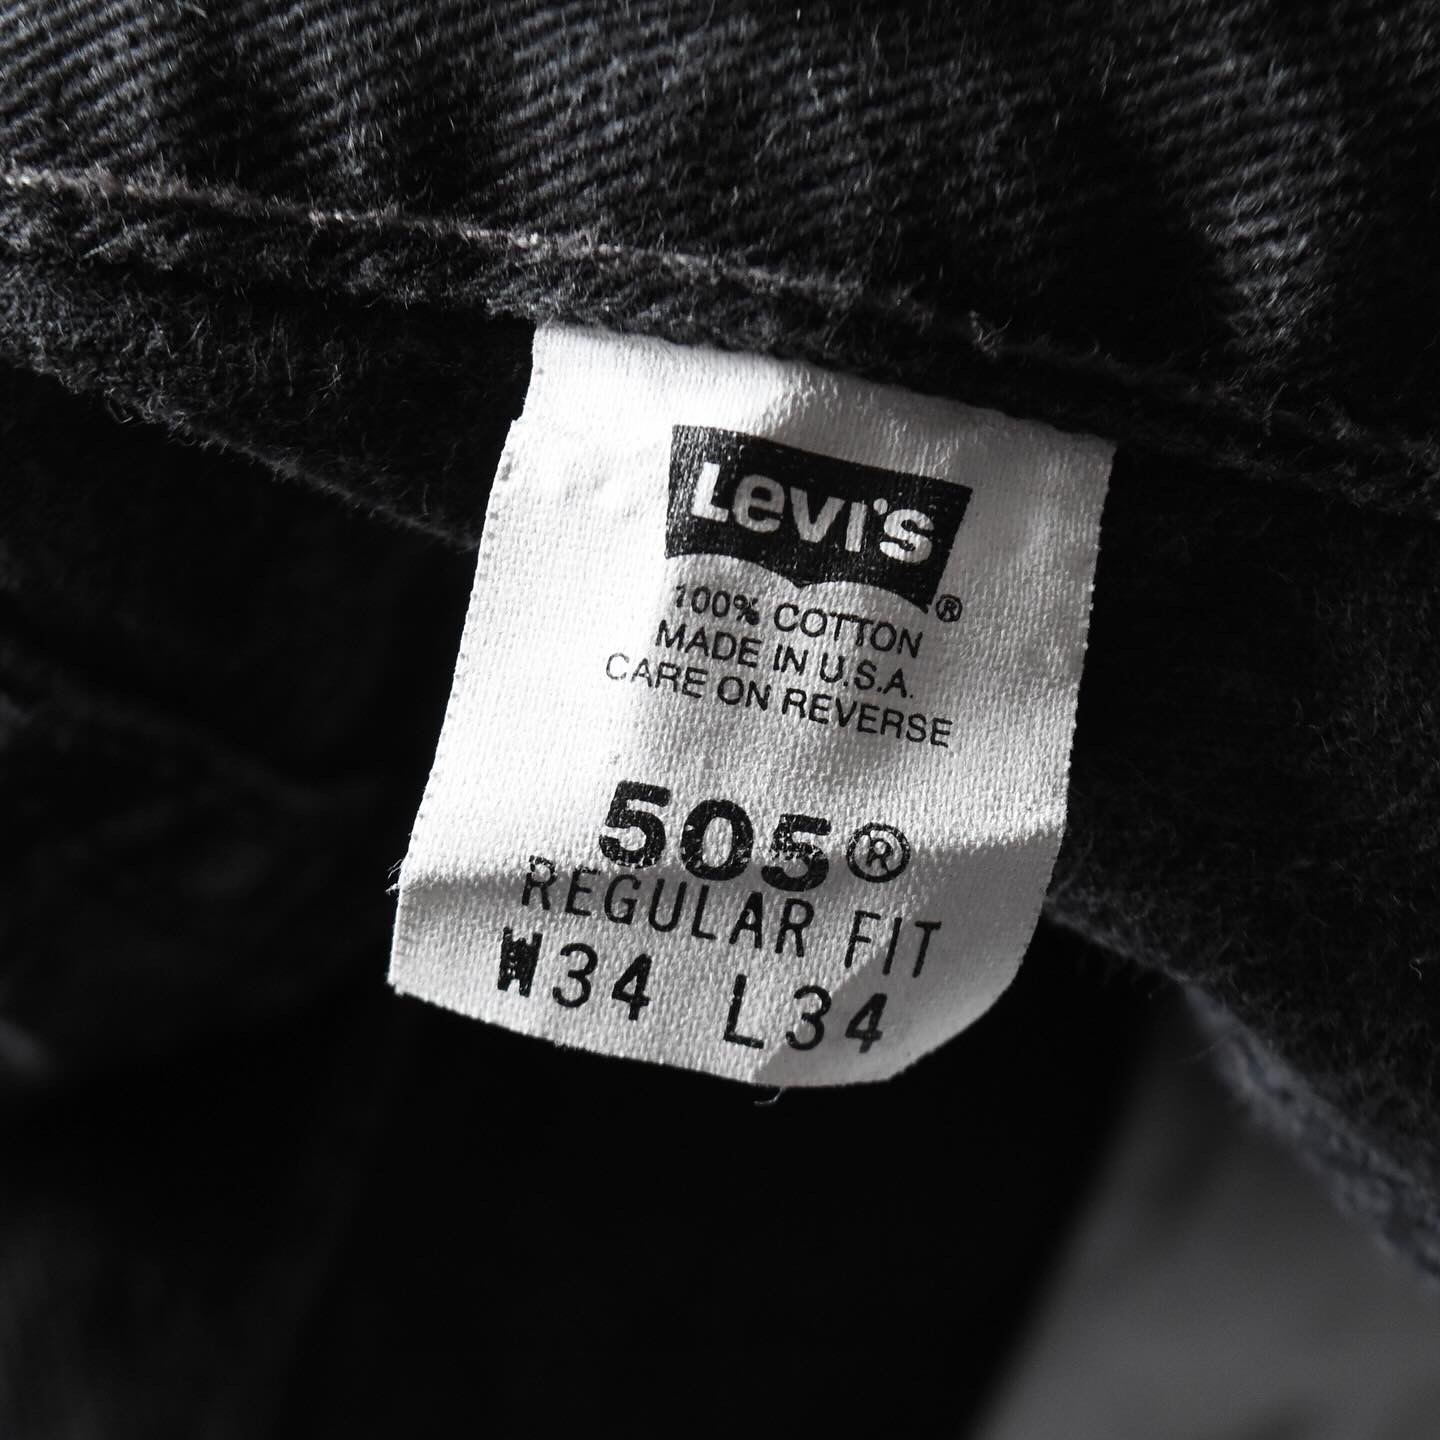 Levi's®
100% COTTON
MADE IN U.S.A.
CARE ON REVERSE
505®
REGULAR FIT
W34 L34